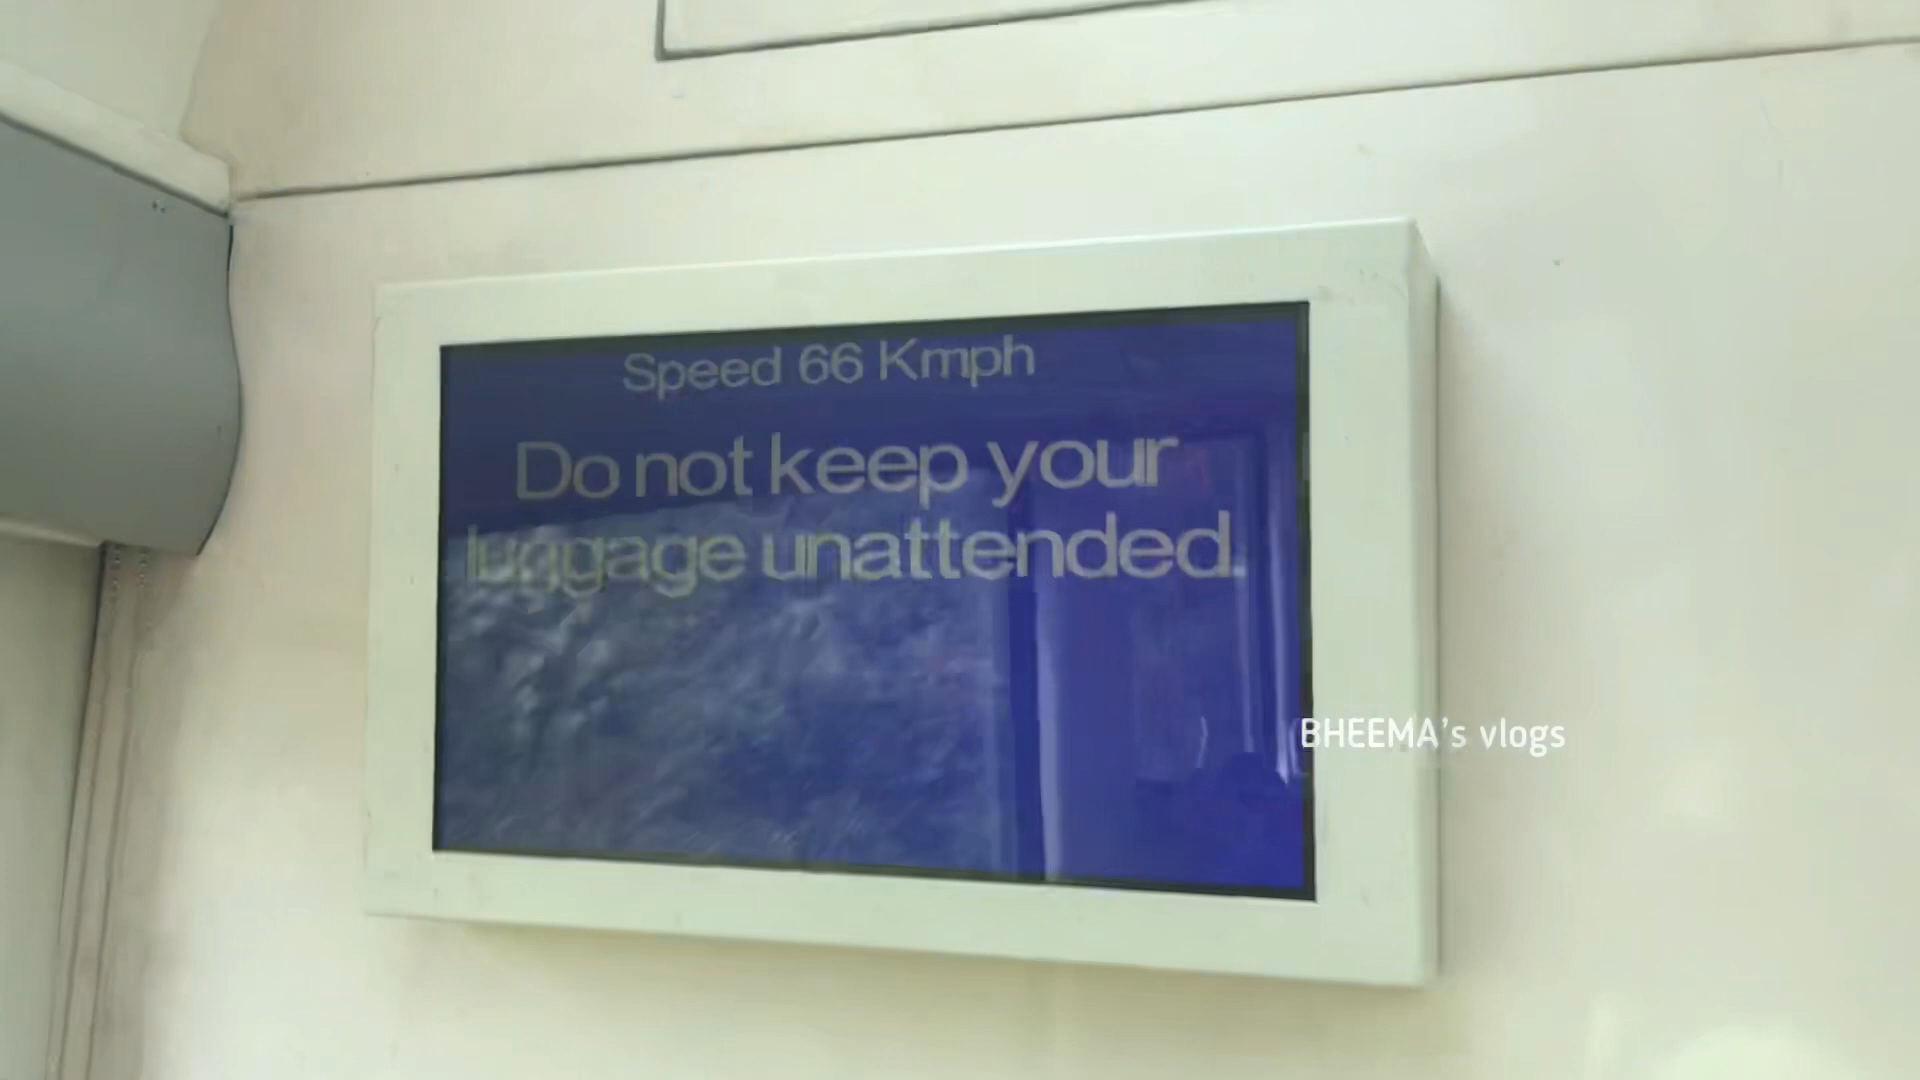 Speed 66 Kmph
Do not keep your
luggage unattended.
BHEEMA's vlogs